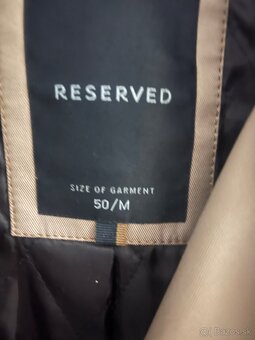 RESERVED
SIZE OF GARMENT
50/M